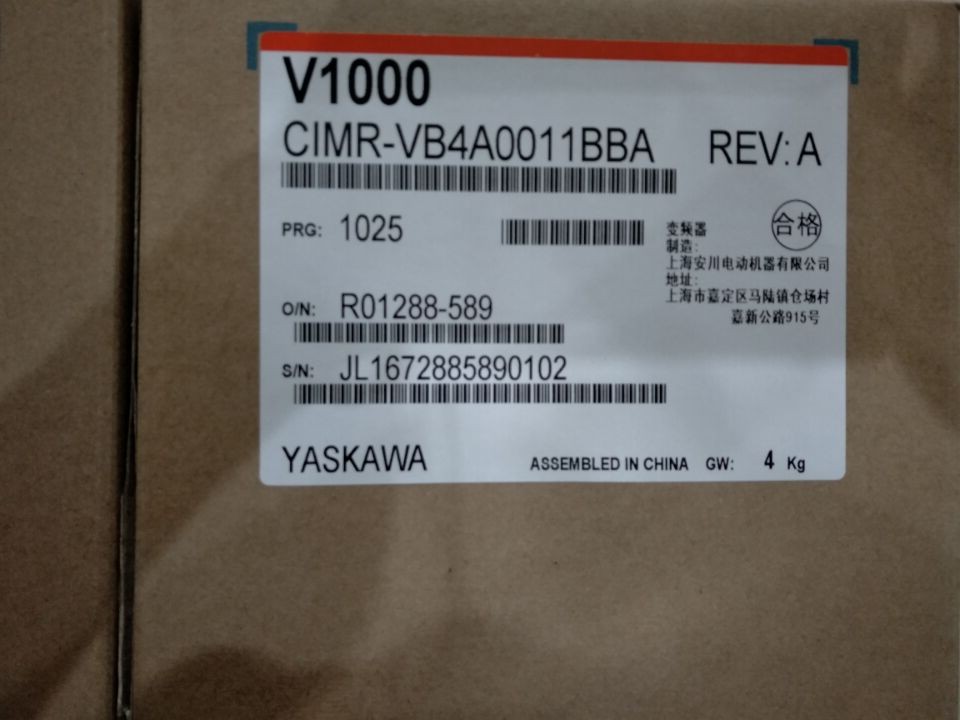 V1000
CIMR-VB4A0011BBA REV: A
PRG: 1025
合格
变频器
制造:
上海安川电动机器有限公司
地址:
上海市嘉定区马陆镇仓场村
嘉新公路915号
O/N: R01288-589
S/N: JL1672885890102
YASKAWA ASSEMBLED IN CHINA GW: 4 Kg